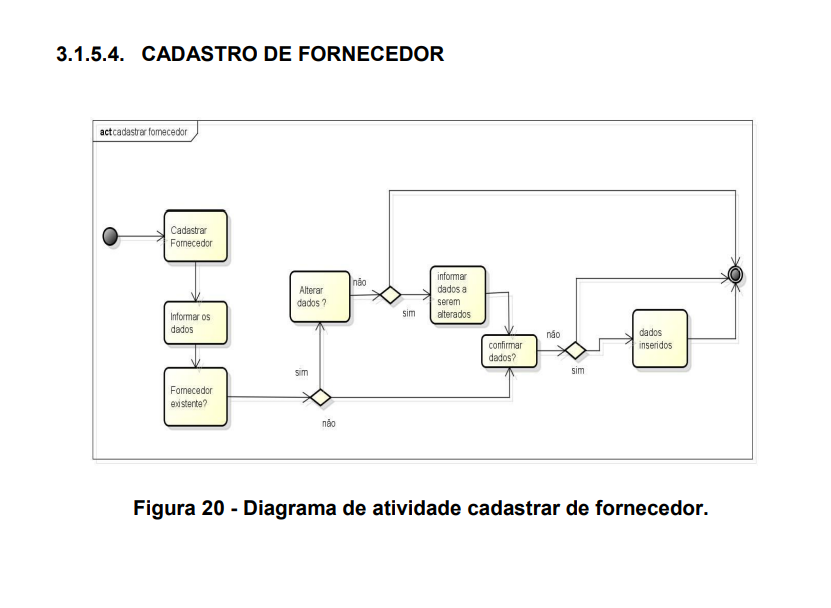 3.1.5.4. CADASTRO DE FORNECEDOR
act cadastrar fornecedor
Cadastrar
Fornecedor
Informar os
dados
Fornecedor
existente?
sim
não
Alterar
dados ?
não
sim
informar
dados a
serem
alterados
confirmar
dados?
não
sim
dados
inseridos
Figura 20 - Diagrama de atividade cadastrar de fornecedor.